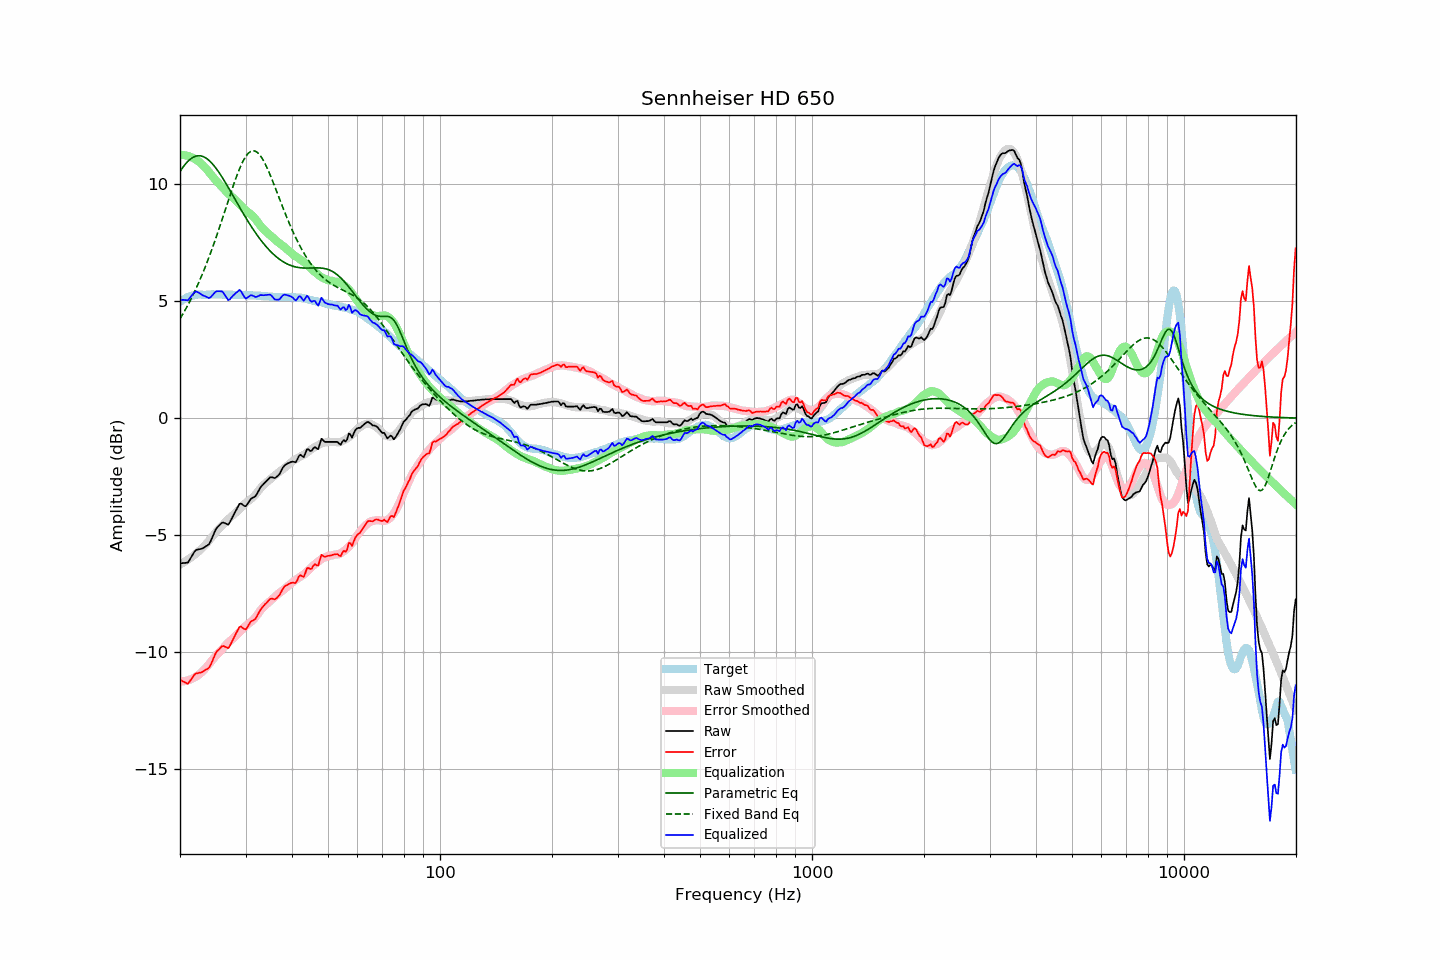 Sennheiser HD 650
Amplitude (dBr)
10
5
0
−5
−10
−15
Target
Raw Smoothed
Error Smoothed
Raw
Error
Equalization
Parametric Eq
Fixed Band Eq
Equalized
100
1000
10000
Frequency (Hz)